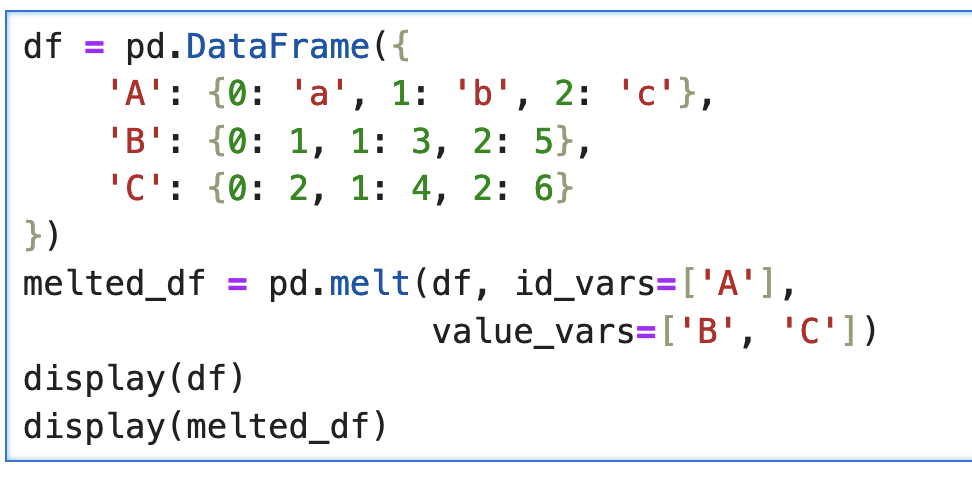 df = pd.DataFrame({
    'A': {0: 'a', 1: 'b', 2: 'c'},
    'B': {0: 1, 1: 3, 2: 5},
    'C': {0: 2, 1: 4, 2: 6}
})
melted_df = pd.melt(df, id_vars=['A'],
                    value_vars=['B', 'C'])
display(df)
display(melted_df)